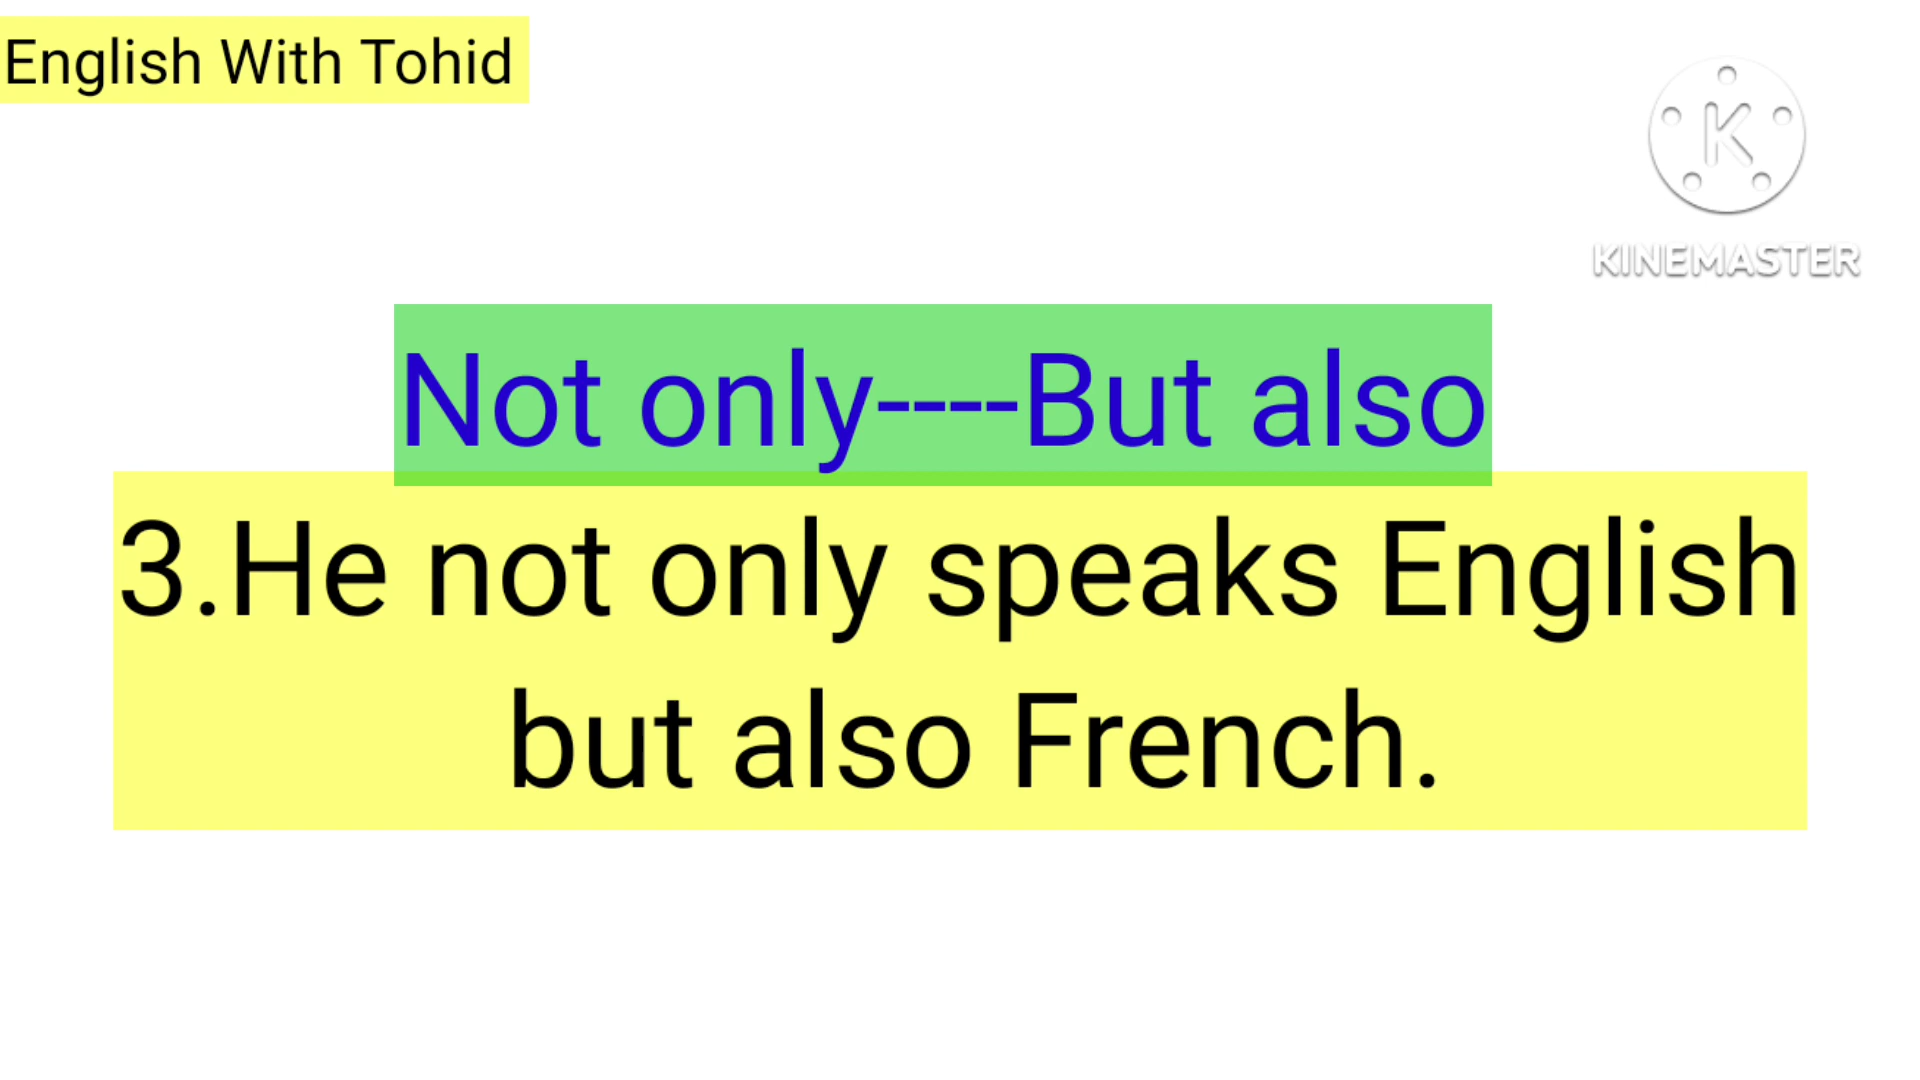 English With Tohid
K
KINEMASTER
Not only----But also
3.He not only speaks English
but also French.